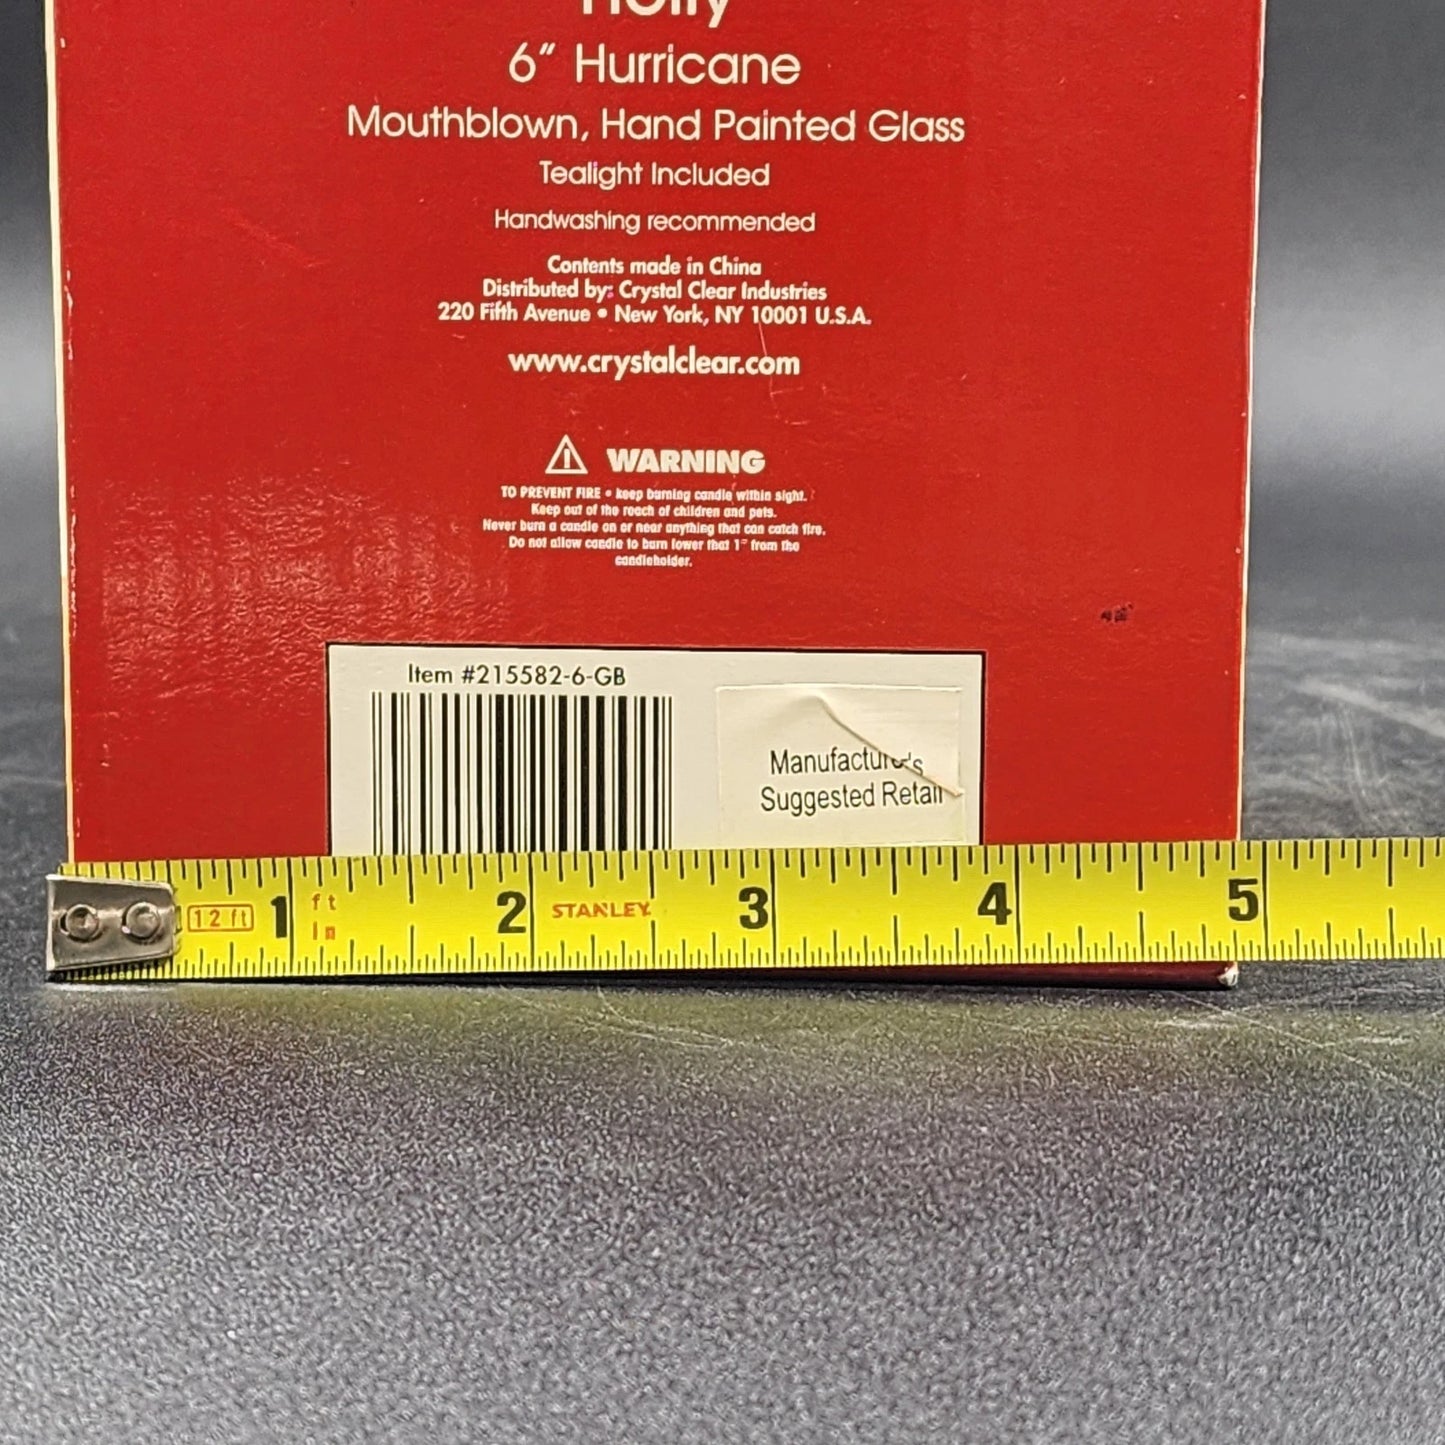 Holly
6" Hurricane
Mouthblown, Hand Painted Glass
Tealight Included
Handwashing recommended
Contents made in China
Distributed by: Crystal Clear Industries
220 Fifth Avenue • New York, NY 10001 U.S.A.
www.crystalclear.com
WARNING
TO PREVENT FIRE • keep burning candle within sight.
Keep out of the reach of children and pets.
Never burn a candle on or near anything that can catch fire.
Do not allow candle to burn lower that 1" from the
candleholder.
Item #215582-6-GB
Manufacturer's
Suggested Retail
12 ft 1 ft 2 STANLEY 3 4 5
in